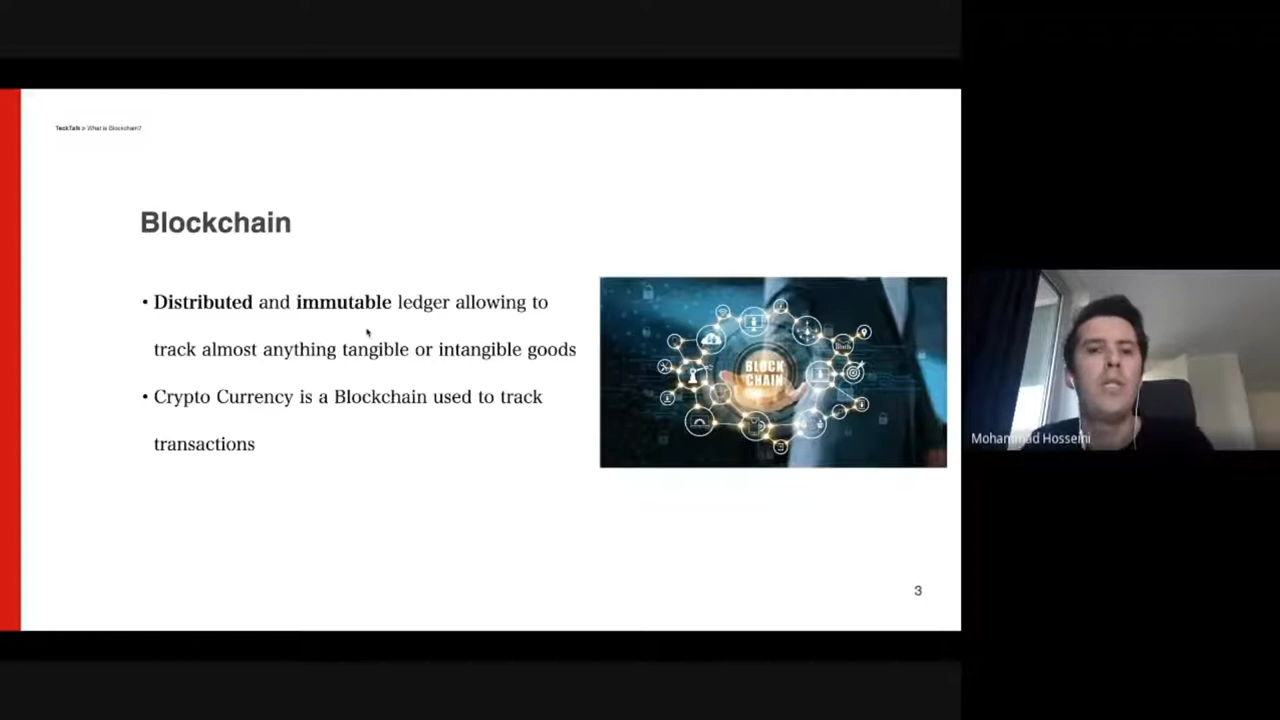 TeckTalk > What is Blockchain?
Blockchain
• Distributed and immutable ledger allowing to
track almost anything tangible or intangible goods
• Crypto Currency is a Blockchain used to track
transactions
BLOCK
CHAIN
3
Mohammad Hosseini